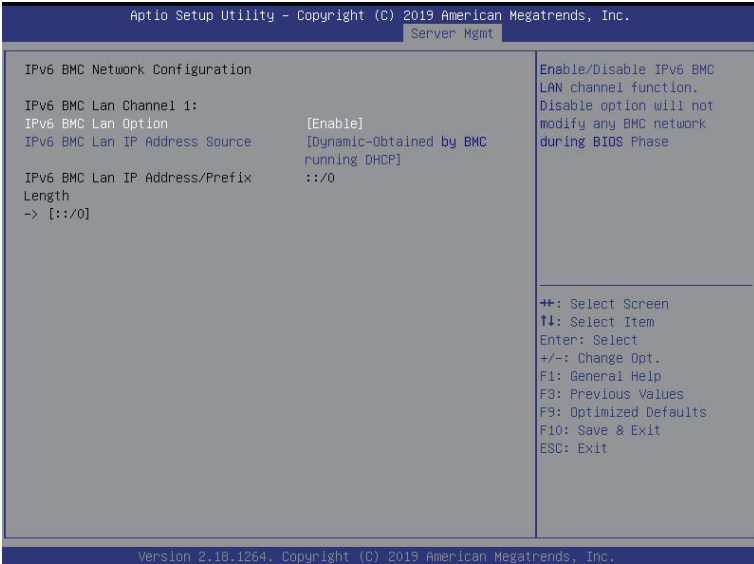 Aptio Setup Utility – Copyright (C) 2019 American Megatrends, Inc.
Server Mgmt
IPv6 BMC Network Configuration
IPv6 BMC Lan Channel 1:
IPv6 BMC Lan Option [Enable]
IPv6 BMC Lan IP Address Source [Dynamic-Obtained by BMC
running DHCP]
IPv6 BMC Lan IP Address/Prefix ::/0
Length
-> [::/0]
Enable/Disable IPv6 BMC
LAN channel function.
Disable option will not
modify any BMC network
during BIOS Phase
→←: Select Screen
↑↓: Select Item
Enter: Select
+/-: Change Opt.
F1: General Help
F3: Previous Values
F9: Optimized Defaults
F10: Save & Exit
ESC: Exit
Version 2.18.1264. Copyright (C) 2019 American Megatrends, Inc.